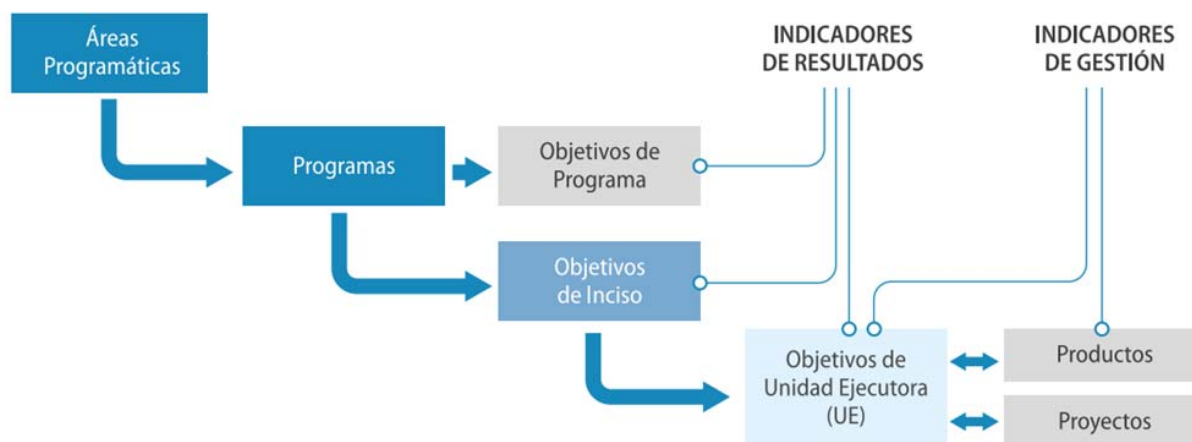 Áreas
Programáticas
INDICADORES
DE RESULTADOS
INDICADORES
DE GESTIÓN
Programas
Objetivos de
Programa
Objetivos
de Inciso
Objetivos de
Unidad Ejecutora
(UE)
Productos
Proyectos